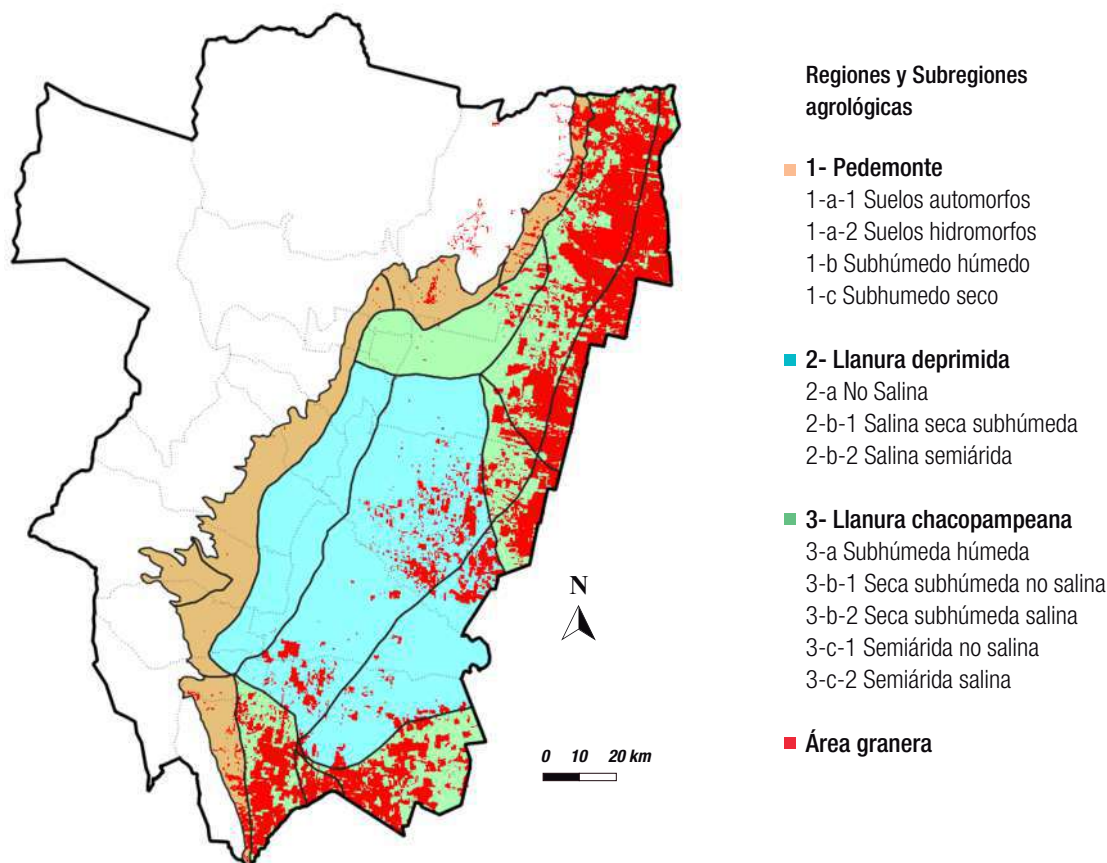 Regiones y Subregiones
agrológicas
1- Pedemonte
1-a-1 Suelos automorfos
1-a-2 Suelos hidromorfos
1-b Subhúmedo húmedo
1-c Subhumedo seco
2- Llanura deprimida
2-a No Salina
2-b-1 Salina seca subhúmeda
2-b-2 Salina semiárida
3- Llanura chacopampeana
3-a Subhúmeda húmeda
3-b-1 Seca subhúmeda no salina
3-b-2 Seca subhúmeda salina
3-c-1 Semiárida no salina
3-c-2 Semiárida salina
Área granera
N
0 10 20 km